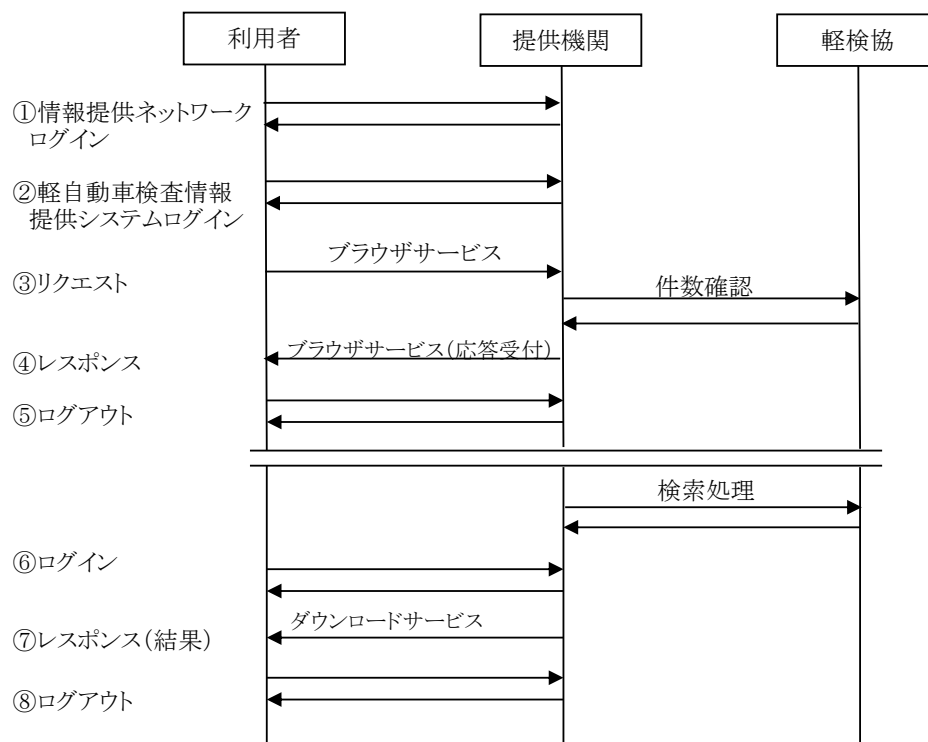 利用者
提供機関
軽検協
①情報提供ネットワーク
ログイン
②軽自動車検査情報
提供システムログイン
ブラウザサービス
③リクエスト
件数確認
ブラウザサービス(応答受付)
④レスポンス
⑤ログアウト
検索処理
⑥ログイン
ダウンロードサービス
⑦レスポンス(結果)
⑧ログアウト